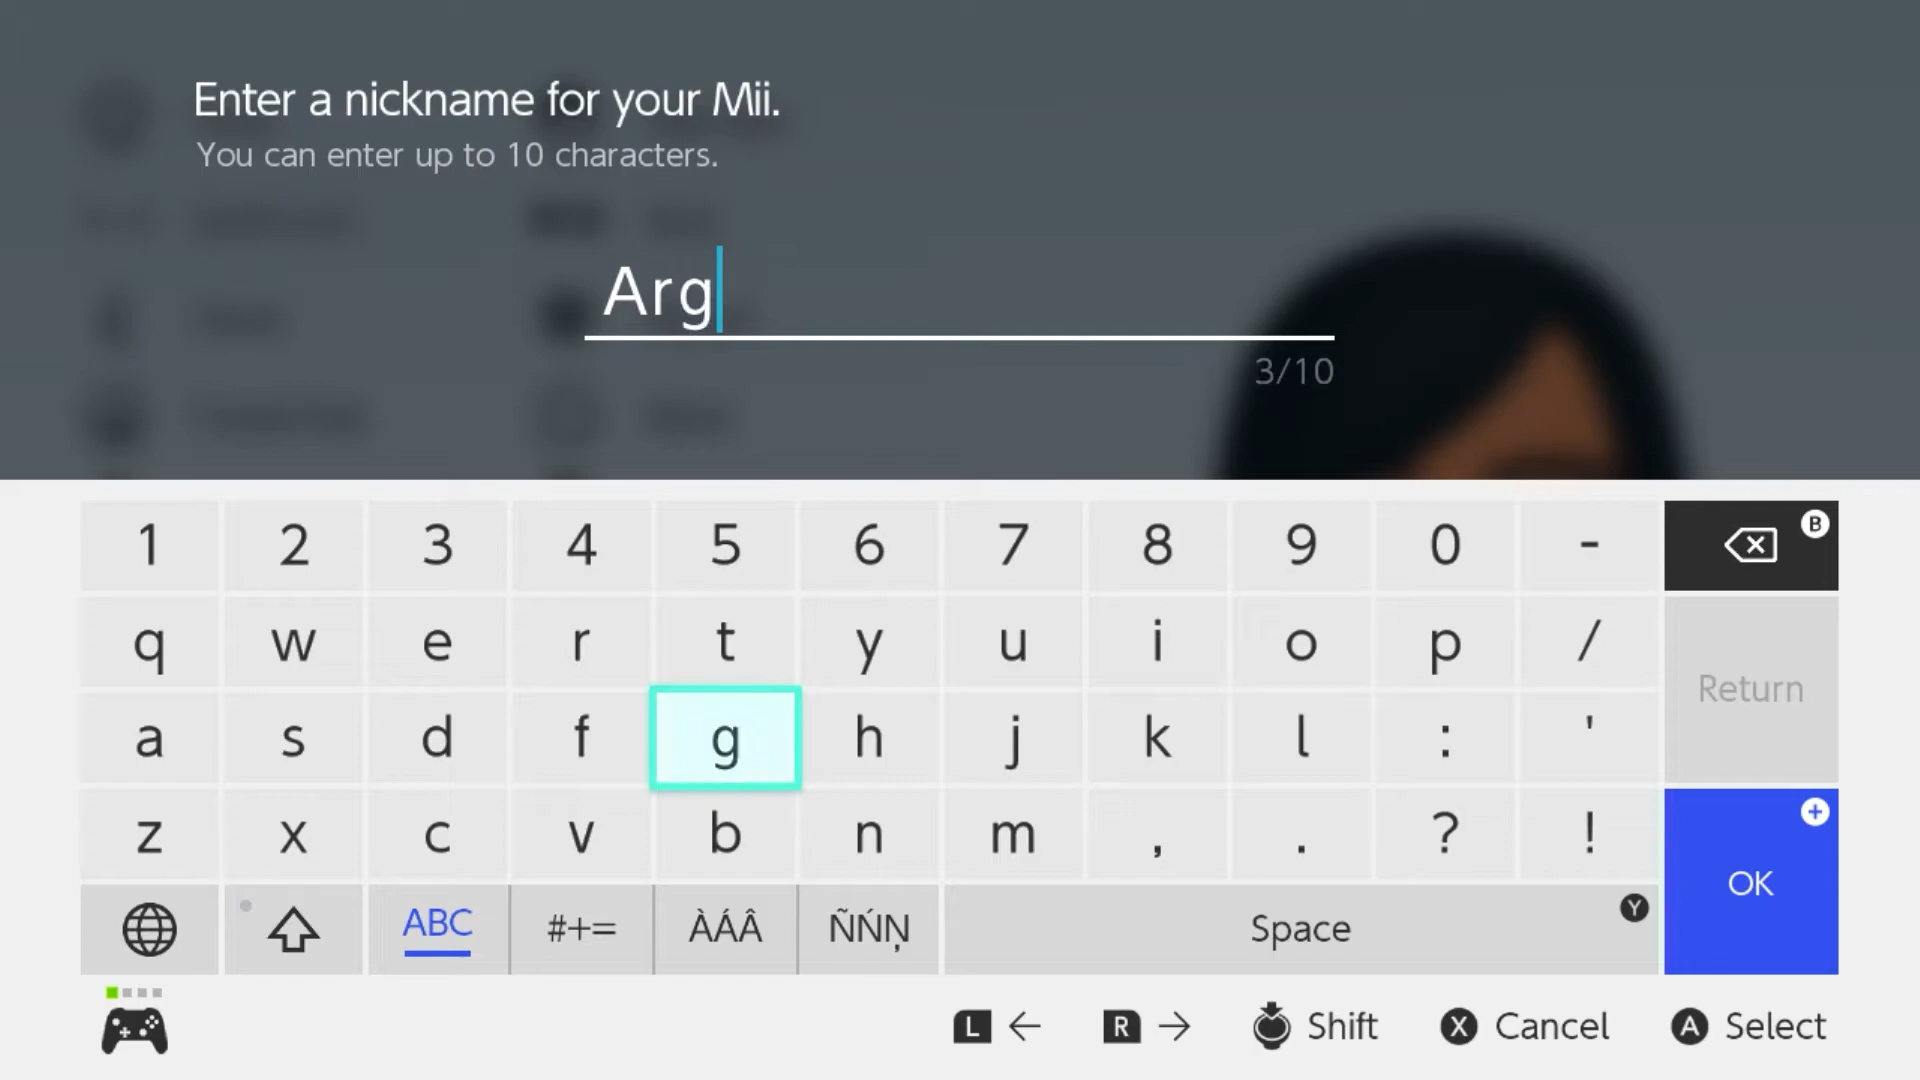 Enter a nickname for your Mii.
You can enter up to 10 characters.
Arg
3/10
1 2 3 4 5 6 7 8 9 0 - B
q w e r t y u i o p /
Return
a s d f g h j k l : '
z x c v b n m , . ? ! +
OK
ABC #+= ÀÁÂ ÑŃŅ Space Y
L ← R → Shift X Cancel A Select